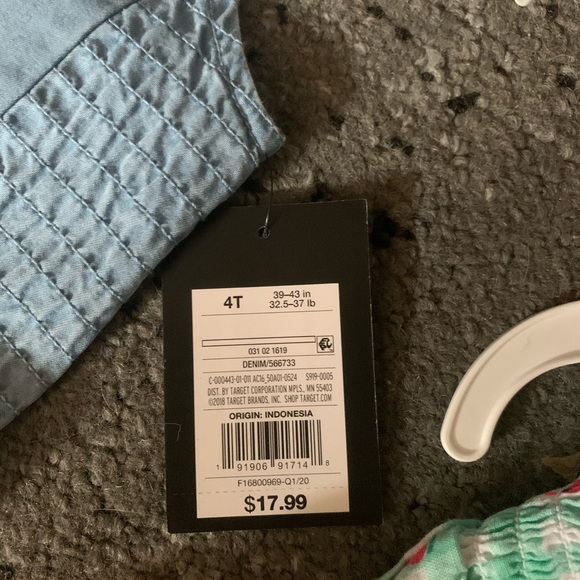 4T
39–43 in
32.5–37 lb
031 02 1619
DENIM/566733
C-000443-01-011 AC16_50A01-0524 S919-0005
DIST. BY TARGET CORPORATION MPLS., MN 55403
©2018 TARGET BRANDS, INC. SHOP TARGET.COM
ORIGIN: INDONESIA
1 91906 91714 8
F16800969-Q1/20
$17.99